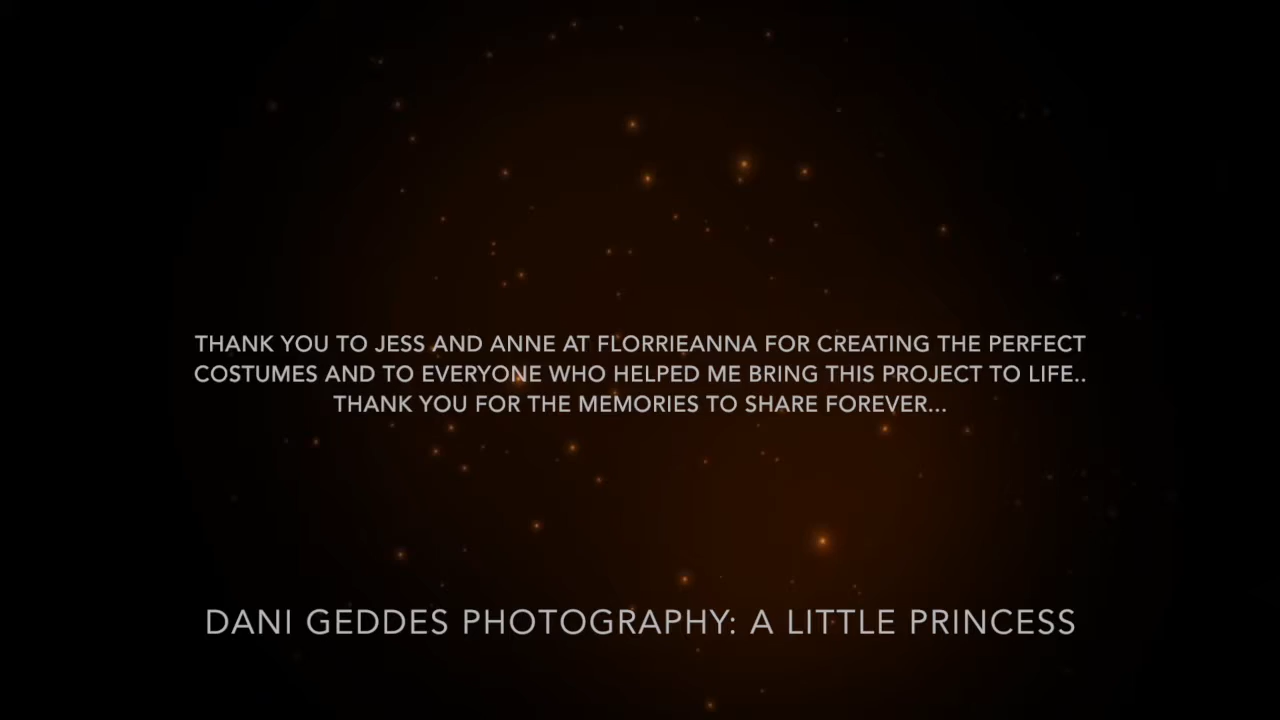 THANK YOU TO JESS AND ANNE AT FLORRIEANNA FOR CREATING THE PERFECT
COSTUMES AND TO EVERYONE WHO HELPED ME BRING THIS PROJECT TO LIFE..
THANK YOU FOR THE MEMORIES TO SHARE FOREVER...
DANI GEDDES PHOTOGRAPHY: A LITTLE PRINCESS